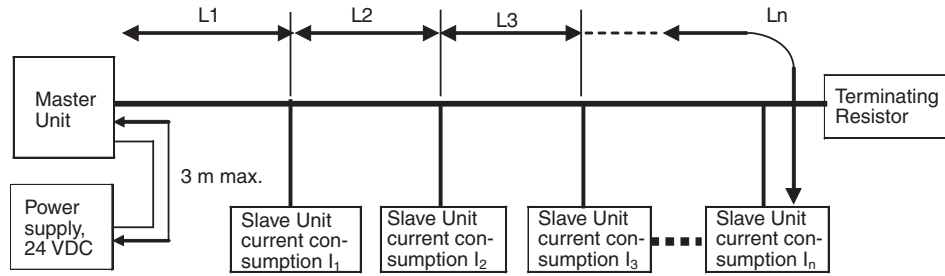 L1 L2 L3 Ln
Master
Unit
Terminating
Resistor
3 m max.
Power
supply,
24 VDC
Slave Unit
current con-
sumption I₁
Slave Unit
current con-
sumption I₂
Slave Unit
current con-
sumption I₃
Slave Unit
current con-
sumption Iₙ